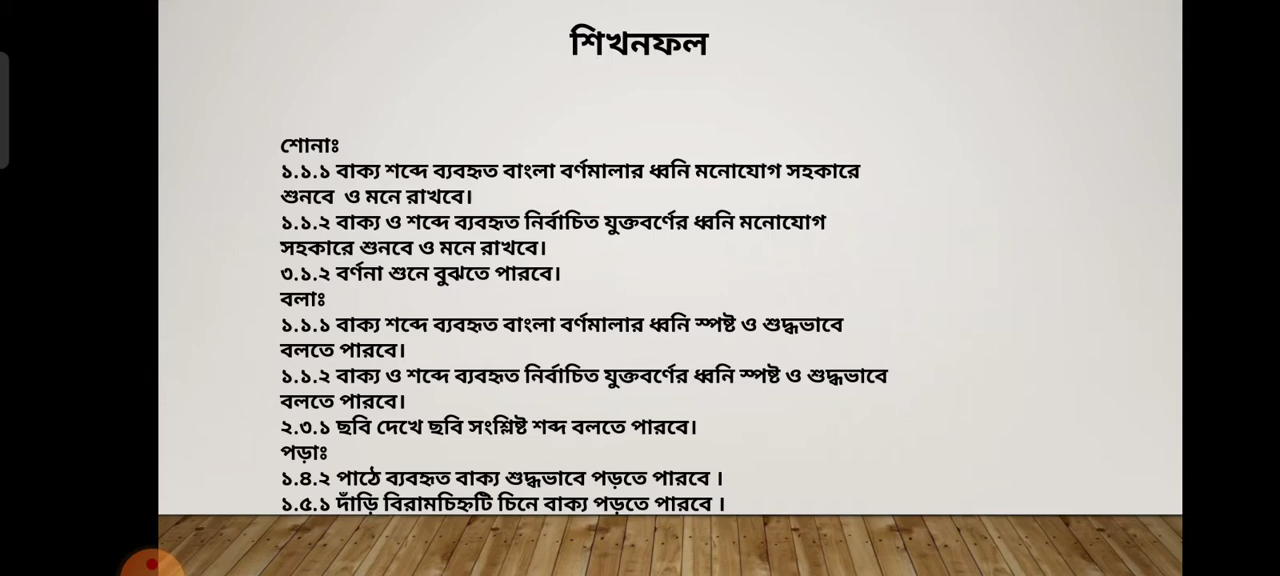 শিখনফল
শোনাঃ
১.১.১ বাক্য শব্দে ব্যবহৃত বাংলা বর্ণমালার ধ্বনি মনোযোগ সহকারে
শুনবে ও মনে রাখবে।
১.১.২ বাক্য ও শব্দে ব্যবহৃত নির্বাচিত যুক্তবর্ণের ধ্বনি মনোযোগ
সহকারে শুনবে ও মনে রাখবে।
৩.১.২ বর্ণনা শুনে বুঝতে পারবে।
বলাঃ
১.১.১ বাক্য শব্দে ব্যবহৃত বাংলা বর্ণমালার ধ্বনি স্পষ্ট ও শুদ্ধভাবে
বলতে পারবে।
১.১.২ বাক্য ও শব্দে ব্যবহৃত নির্বাচিত যুক্তবর্ণের ধ্বনি স্পষ্ট ও শুদ্ধভাবে
বলতে পারবে।
২.৩.১ ছবি দেখে ছবি সংশ্লিষ্ট শব্দ বলতে পারবে।
পড়াঃ
১.৪.২ পাঠে ব্যবহৃত বাক্য শুদ্ধভাবে পড়তে পারবে ।
১.৫.১ দাঁড়ি বিরামচিহ্নটি চিনে বাক্য পড়তে পারবে ।